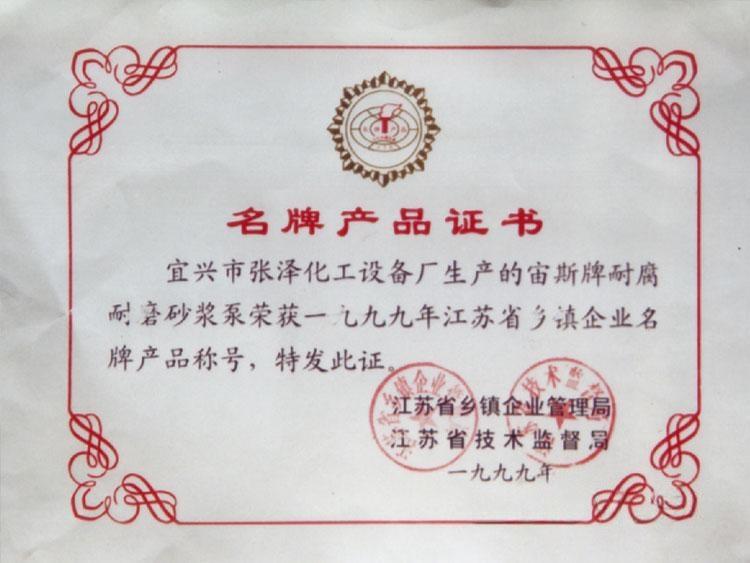 名牌产品证书
宜兴市张泽化工设备厂生产的宙斯牌耐腐
耐磨砂浆泵荣获一九九九年江苏省乡镇企业名
牌产品称号，特发此证。
江苏省乡镇企业管理局
江苏省技术监督局
一九九九年